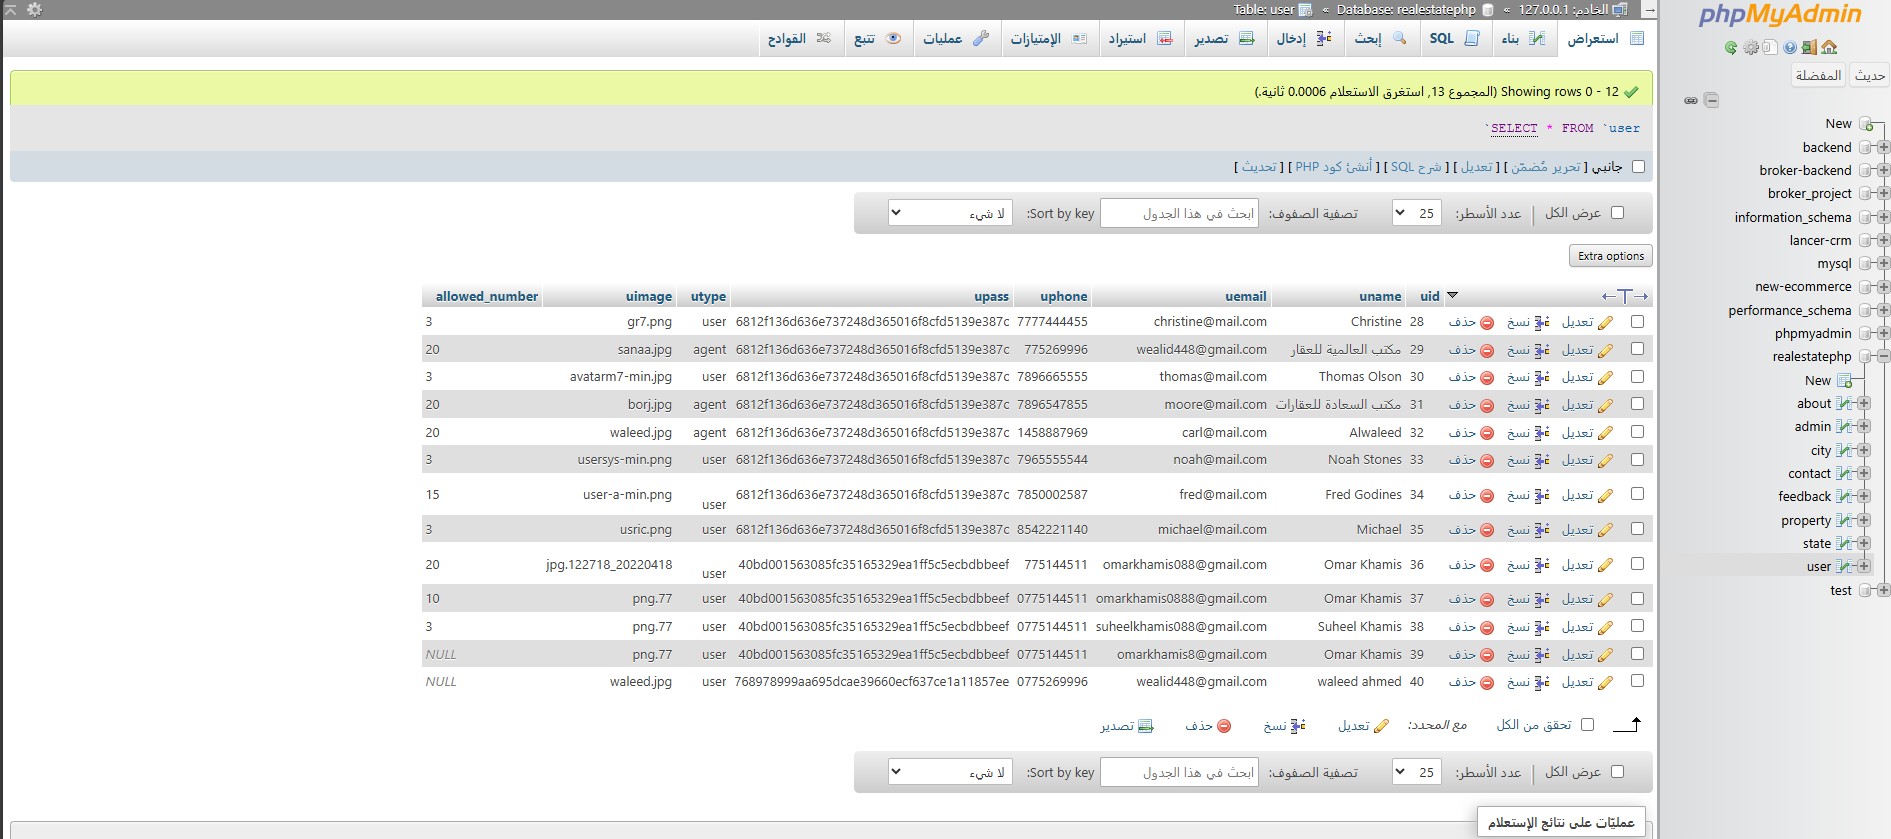 phpMyAdmin
حديث
المفضلة
New
backend
broker-backend
broker_project
information_schema
lancer-crm
mysql
new-ecommerce
performance_schema
phpmyadmin
realestatephp
New
about
admin
city
contact
feedback
property
state
user
test
الخادم: 127.0.0.1 » Database: realestatephp » Table: user
استعراض بناء SQL إبحث إدخال تصدير استيراد الإمتيازات عمليات تتبع القوادح
Showing rows 0 - 12 (المجموع 13, استغرق الاستعلام 0.0006 ثانية.)
SELECT * FROM `user`
جانبي [ تحرير مُضمّن ] [ تعديل ] [ شرح SQL ] [ أنشئ كود PHP ] [ تحديث ]
عرض الكل | عدد الأسطر: 25 تصفية الصفوف: ابحث في هذا الجدول Sort by key: لا شيء
Extra options
uid uname uemail uphone upass utype uimage allowed_number
تعديل نسخ حذف 28 Christine christine@mail.com 7777444455 6812f136d636e737248d365016f8cfd5139e387c user gr7.png 3
تعديل نسخ حذف 29 مكتب العالمية للعقار wealid448@gmail.com 775269996 6812f136d636e737248d365016f8cfd5139e387c agent sanaa.jpg 20
تعديل نسخ حذف 30 Thomas Olson thomas@mail.com 7896665555 6812f136d636e737248d365016f8cfd5139e387c user avatarm7-min.jpg 3
تعديل نسخ حذف 31 مكتب السعادة للعقارات moore@mail.com 7896547855 6812f136d636e737248d365016f8cfd5139e387c agent borj.jpg 20
تعديل نسخ حذف 32 Alwaleed carl@mail.com 1458887969 6812f136d636e737248d365016f8cfd5139e387c agent waleed.jpg 20
تعديل نسخ حذف 33 Noah Stones noah@mail.com 7965555544 6812f136d636e737248d365016f8cfd5139e387c user usersys-min.png 3
تعديل نسخ حذف 34 Fred Godines fred@mail.com 7850002587 6812f136d636e737248d365016f8cfd5139e387c user user-a-min.png 15
تعديل نسخ حذف 35 Michael michael@mail.com 8542221140 6812f136d636e737248d365016f8cfd5139e387c user usric.png 3
تعديل نسخ حذف 36 Omar Khamis omarkhamis088@gmail.com 775144511 40bd001563085fc35165329ea1ff5c5ecbdbbeef user jpg.122718_20220418 20
تعديل نسخ حذف 37 Omar Khamis omarkhamis0888@gmail.com 0775144511 40bd001563085fc35165329ea1ff5c5ecbdbbeef user png.77 10
تعديل نسخ حذف 38 Suheel Khamis suheelkhamis088@gmail.com 0775144511 40bd001563085fc35165329ea1ff5c5ecbdbbeef user png.77 3
تعديل نسخ حذف 39 Omar Khamis omarkhamis8@gmail.com 0775144511 40bd001563085fc35165329ea1ff5c5ecbdbbeef user png.77 NULL
تعديل نسخ حذف 40 waleed ahmed wealid448@gmail.com 0775269996 768978999aa695dcae39660ecf637ce1a11857ee user waleed.jpg NULL
تحقق من الكل مع المحدد: تعديل نسخ حذف تصدير
عرض الكل | عدد الأسطر: 25 تصفية الصفوف: ابحث في هذا الجدول Sort by key: لا شيء
عمليّات على نتائج الإستعلام